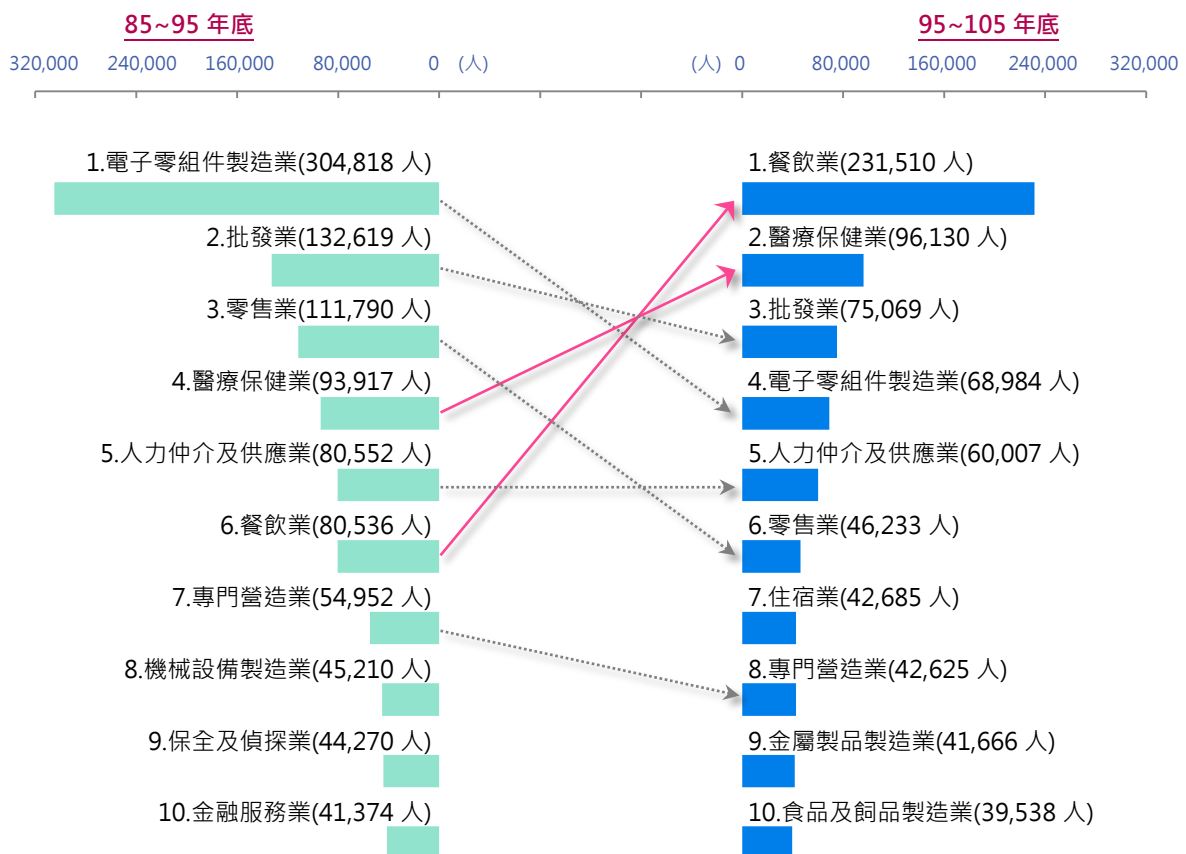 85~95 年底
95~105 年底
320,000 240,000 160,000 80,000 0 (人)
(人) 0 80,000 160,000 240,000 320,000
1.電子零組件製造業(304,818 人)
2.批發業(132,619 人)
3.零售業(111,790 人)
4.醫療保健業(93,917 人)
5.人力仲介及供應業(80,552 人)
6.餐飲業(80,536 人)
7.專門營造業(54,952 人)
8.機械設備製造業(45,210 人)
9.保全及偵探業(44,270 人)
10.金融服務業(41,374 人)
1.餐飲業(231,510 人)
2.醫療保健業(96,130 人)
3.批發業(75,069 人)
4.電子零組件製造業(68,984 人)
5.人力仲介及供應業(60,007 人)
6.零售業(46,233 人)
7.住宿業(42,685 人)
8.專門營造業(42,625 人)
9.金屬製品製造業(41,666 人)
10.食品及飼品製造業(39,538 人)